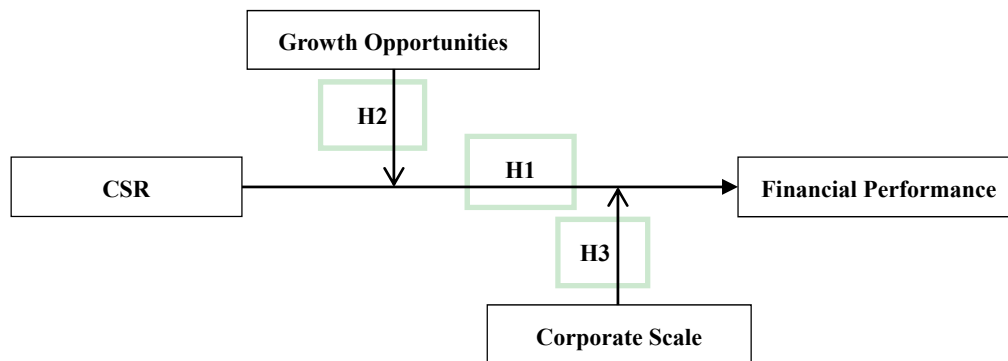 Growth Opportunities
H2
H1
CSR
Financial Performance
H3
Corporate Scale